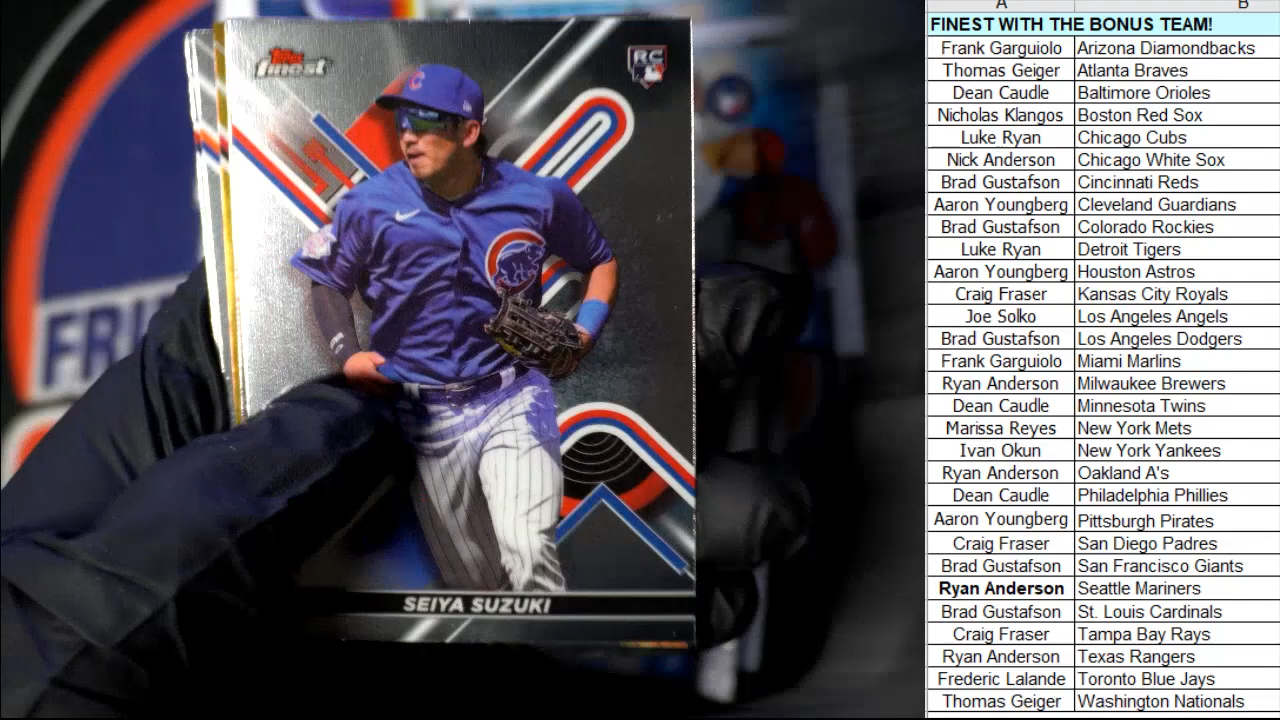 Topps
finest
RC
C
SEIYA SUZUKI
A B
FINEST WITH THE BONUS TEAM!
Frank Garguiolo Arizona Diamondbacks
Thomas Geiger Atlanta Braves
Dean Caudle Baltimore Orioles
Nicholas Klangos Boston Red Sox
Luke Ryan Chicago Cubs
Nick Anderson Chicago White Sox
Brad Gustafson Cincinnati Reds
Aaron Youngberg Cleveland Guardians
Brad Gustafson Colorado Rockies
Luke Ryan Detroit Tigers
Aaron Youngberg Houston Astros
Craig Fraser Kansas City Royals
Joe Solko Los Angeles Angels
Brad Gustafson Los Angeles Dodgers
Frank Garguiolo Miami Marlins
Ryan Anderson Milwaukee Brewers
Dean Caudle Minnesota Twins
Marissa Reyes New York Mets
Ivan Okun New York Yankees
Ryan Anderson Oakland A's
Dean Caudle Philadelphia Phillies
Aaron Youngberg Pittsburgh Pirates
Craig Fraser San Diego Padres
Brad Gustafson San Francisco Giants
Ryan Anderson Seattle Mariners
Brad Gustafson St. Louis Cardinals
Craig Fraser Tampa Bay Rays
Ryan Anderson Texas Rangers
Frederic Lalande Toronto Blue Jays
Thomas Geiger Washington Nationals